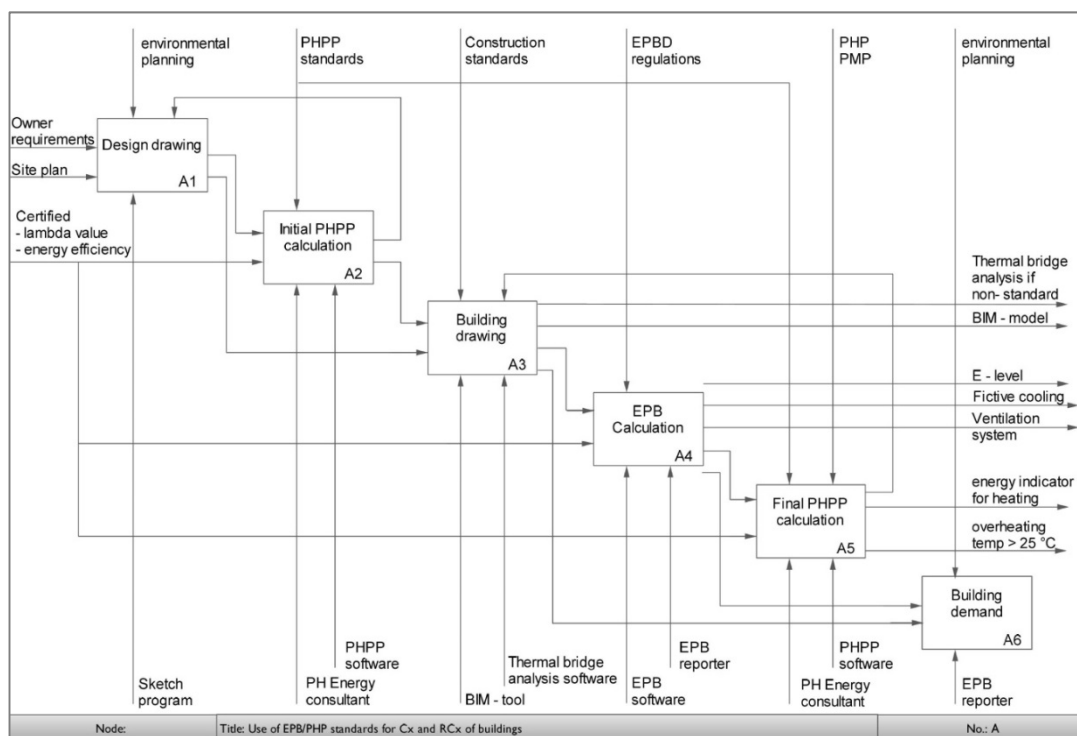 environmental
planning
PHPP
standards
Construction
standards
EPBD
regulations
PHP
PMP
environmental
planning
Owner
requirements
Site plan
Design drawing
A1
Certified
- lambda value
- energy efficiency
Initial PHPP
calculation
A2
Building
drawing
A3
Thermal bridge
analysis if
non- standard
BIM - model
EPB
Calculation
A4
E - level
Fictive cooling
Ventilation
system
Final PHPP
calculation
A5
energy indicator
for heating
overheating
temp > 25 °C
Building
demand
A6
Sketch
program
PHPP
software
PH Energy
consultant
Thermal bridge
analysis software
BIM - tool
EPB
reporter
EPB
software
PHPP
software
PH Energy
consultant
EPB
reporter
Node:
Title: Use of EPB/PHP standards for Cx and RCx of buildings
No.: A